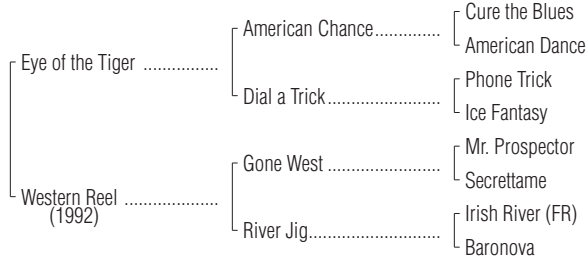 Cure the Blues
American Chance
American Dance
Eye of the Tiger
Phone Trick
Dial a Trick
Ice Fantasy
Mr. Prospector
Gone West
Secrettame
Western Reel
(1992)
Irish River (FR)
River Jig
Baronova